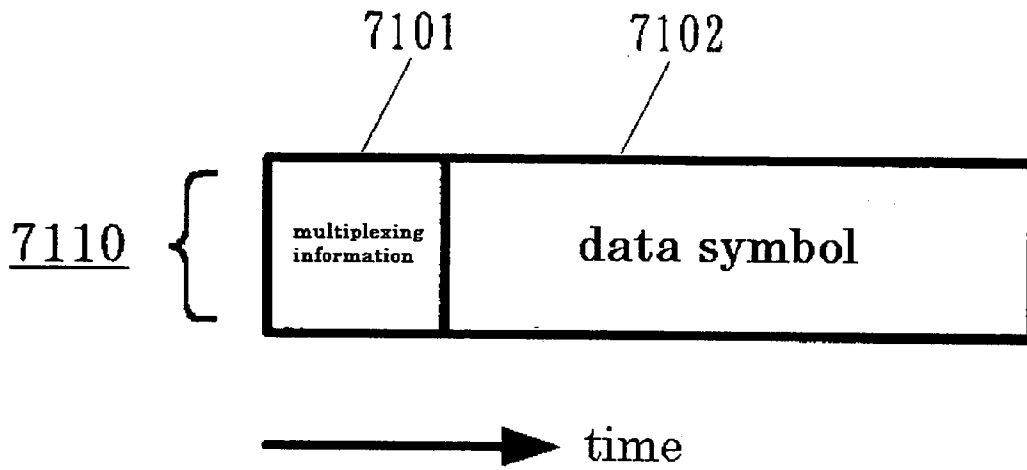 7101
7102
7110
multiplexing
information
data symbol
time